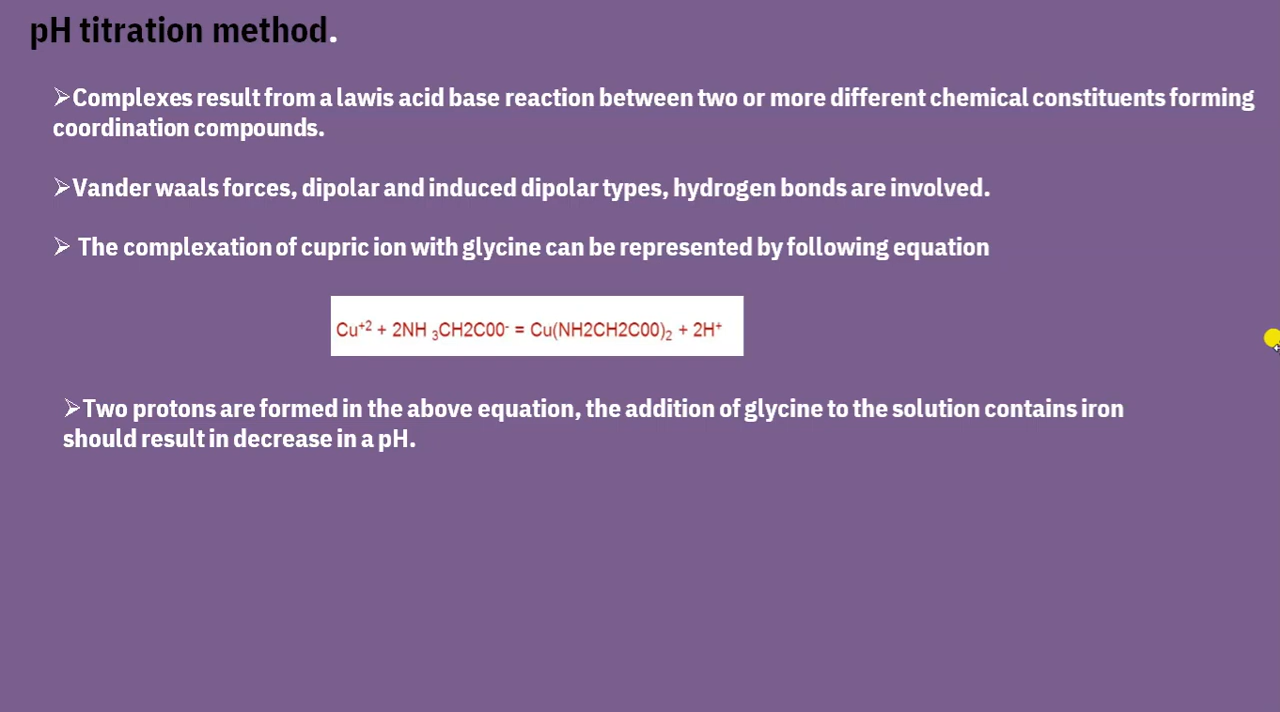 pH titration method.
➢Complexes result from a lawis acid base reaction between two or more different chemical constituents forming
coordination compounds.
➢Vander waals forces, dipolar and induced dipolar types, hydrogen bonds are involved.
➢ The complexation of cupric ion with glycine can be represented by following equation
Cu⁺² + 2NH ₃CH2C00⁻ = Cu(NH2CH2C00)₂ + 2H⁺
➢Two protons are formed in the above equation, the addition of glycine to the solution contains iron
should result in decrease in a pH.